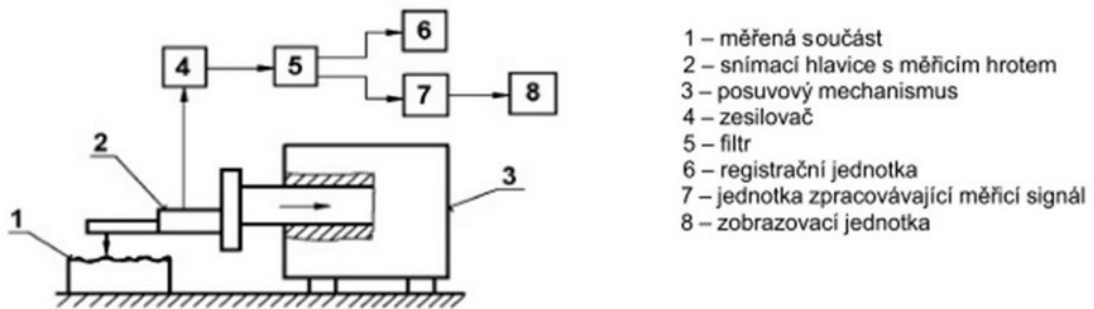 6
4
5
7
8
2
3
1
1 – měřená součást
2 – snímací hlavice s měřicím hrotem
3 – posuvový mechanismus
4 – zesilovač
5 – filtr
6 – registrační jednotka
7 – jednotka zpracovávající měřicí signál
8 – zobrazovací jednotka